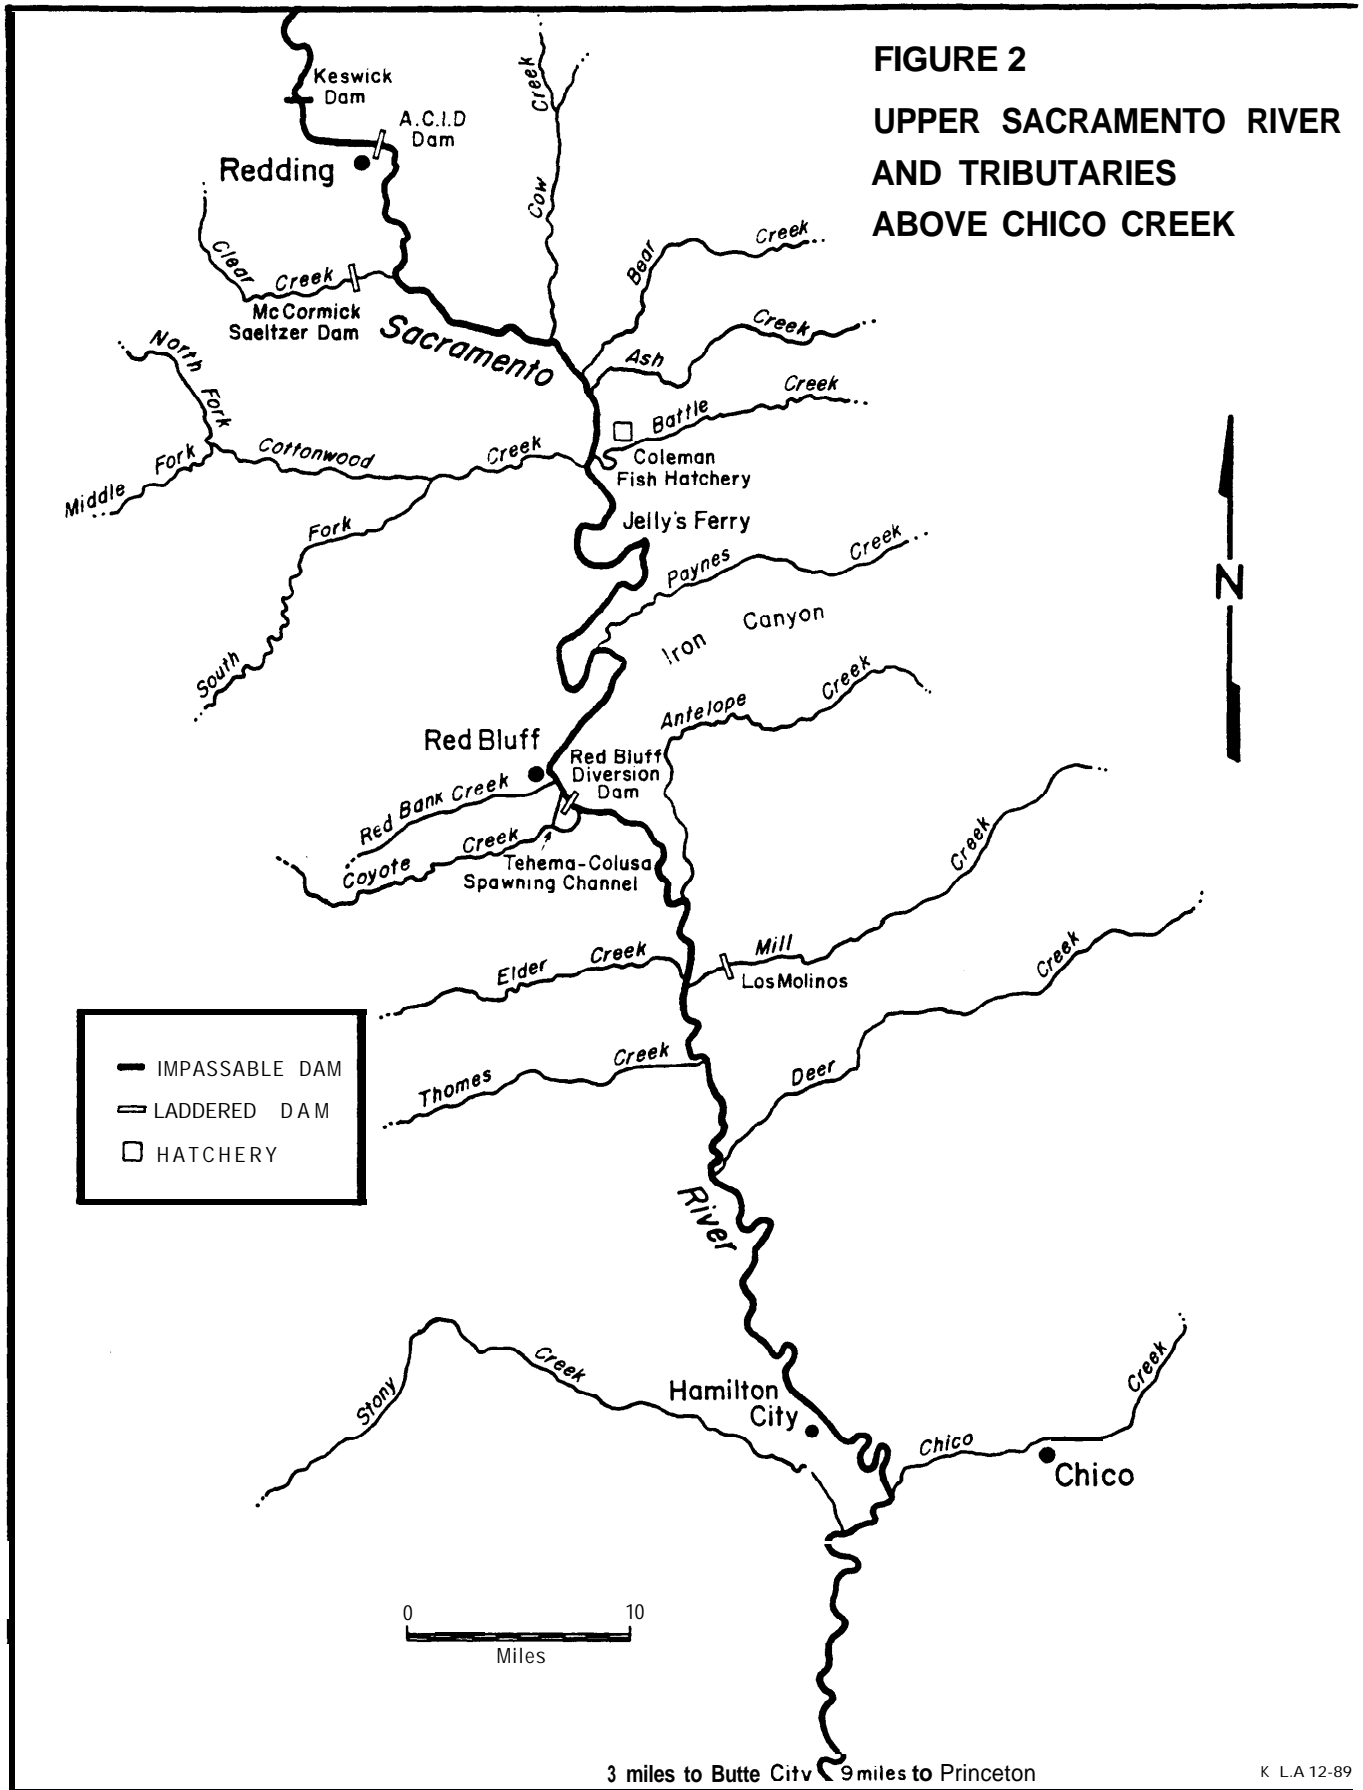 FIGURE 2
UPPER SACRAMENTO RIVER
AND TRIBUTARIES
ABOVE CHICO CREEK
Keswick
Dam
A.C.I.D
Dam
Redding
Cow Creek
Clear Creek
McCormick
Saeltzer Dam
Sacramento
Bear Creek
Ash Creek
Battle Creek
Coleman
Fish Hatchery
North Fork
Middle Fork
Cottonwood Creek
South Fork
Jelly's Ferry
Paynes Creek
Iron Canyon
N
Antelope Creek
Red Bluff
Red Bluff
Diversion
Dam
Red Bank Creek
Coyote Creek
Tehema-Colusa
Spawning Channel
Mill Creek
Los Molinos
Elder Creek
Deer Creek
Thomes Creek
IMPASSABLE DAM
LADDERED DAM
HATCHERY
River
Stony Creek
Hamilton
City
Chico Creek
Chico
0 10
Miles
3 miles to Butte City 9 miles to Princeton
K L.A 12-89